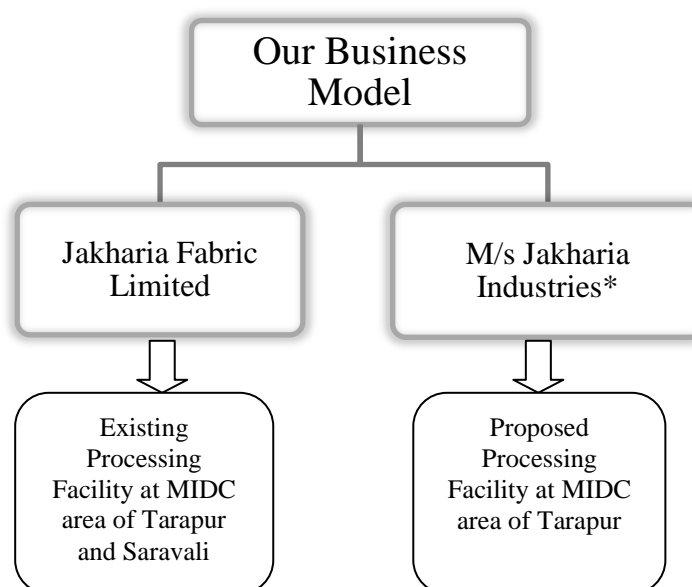 Our Business
Model
Jakharia Fabric
Limited
M/s Jakharia
Industries*
Existing
Processing
Facility at MIDC
area of Tarapur
and Saravali
Proposed
Processing
Facility at MIDC
area of Tarapur